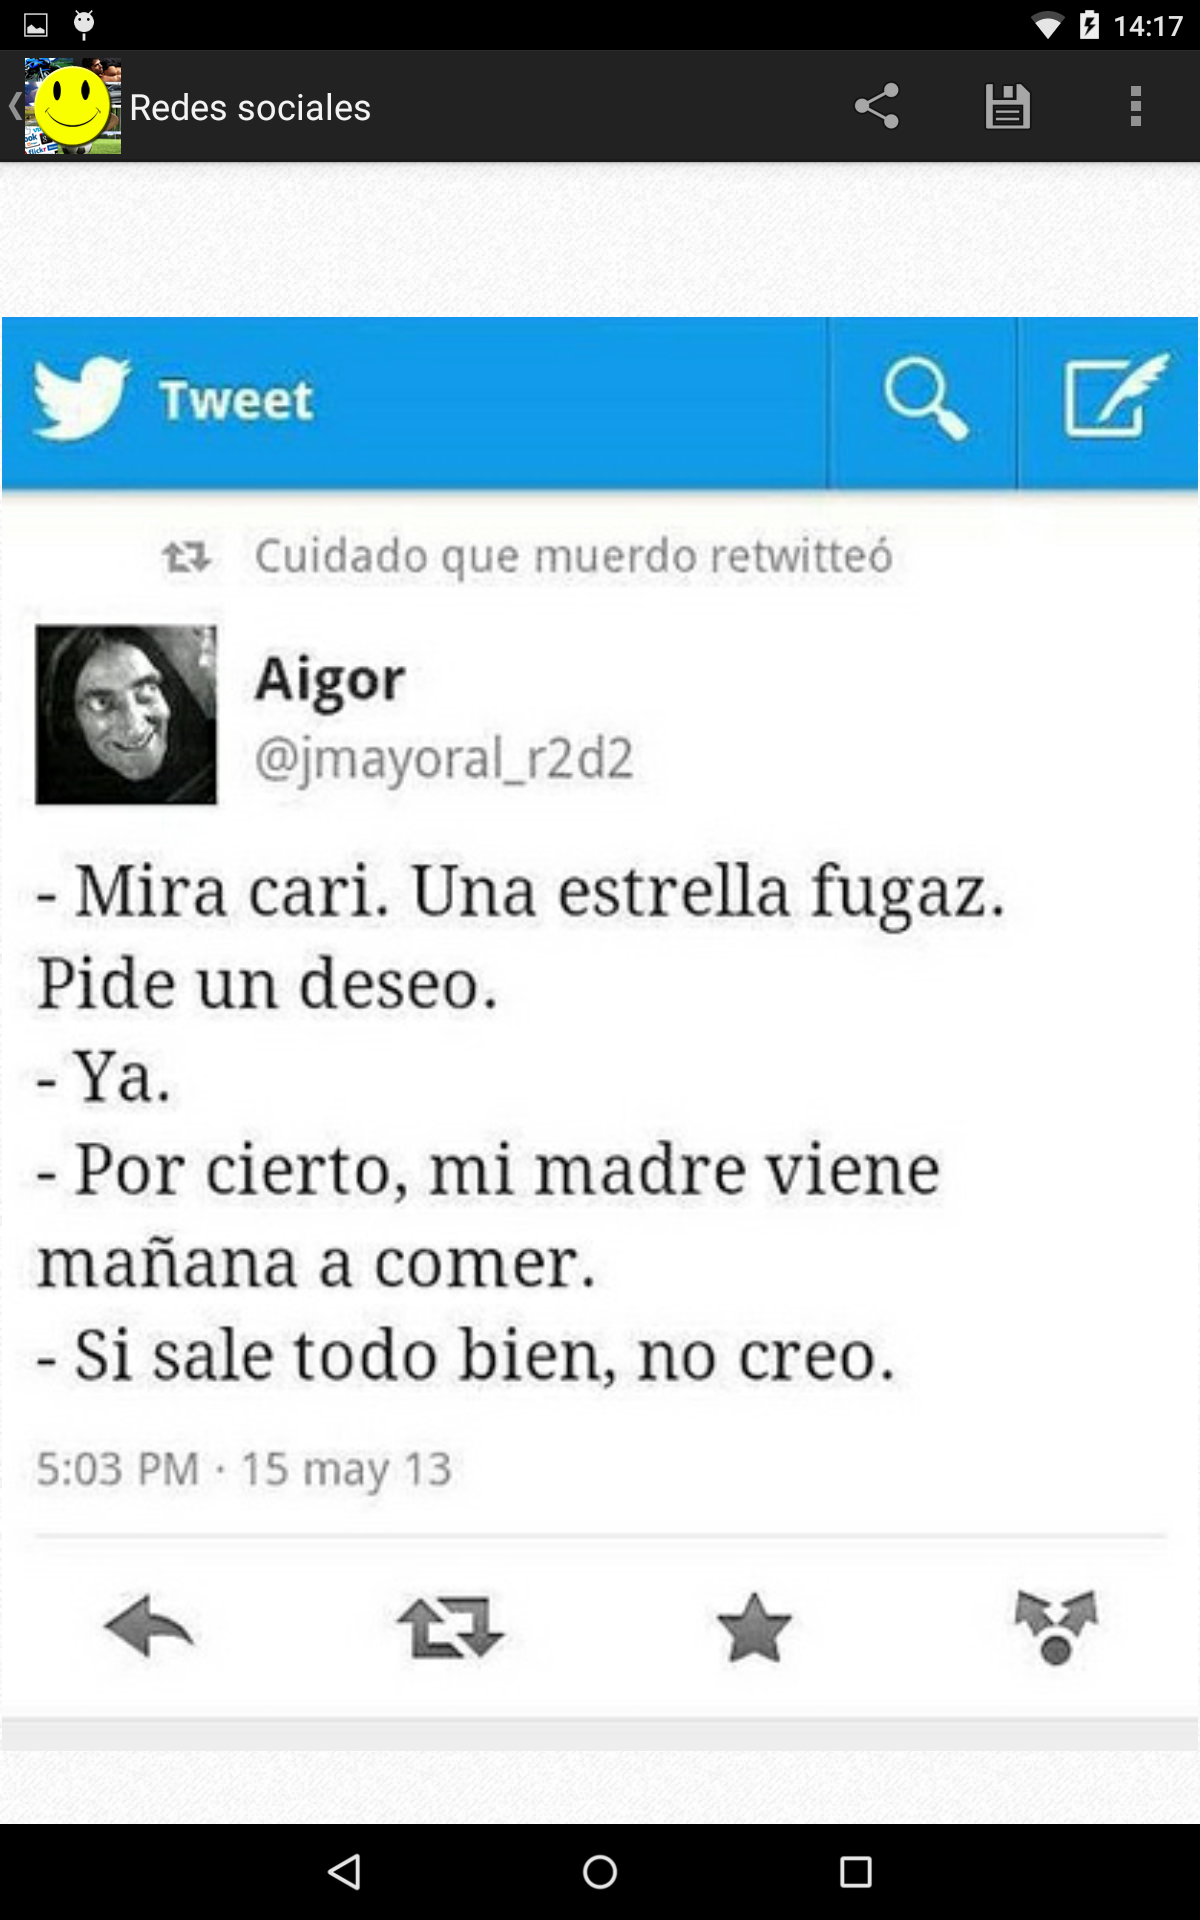 14:17
Redes sociales
Tweet
Cuidado que muerdo retwitteó
Aigor
@jmayoral_r2d2
- Mira cari. Una estrella fugaz.
Pide un deseo.
- Ya.
- Por cierto, mi madre viene
mañana a comer.
- Si sale todo bien, no creo.
5:03 PM · 15 may 13